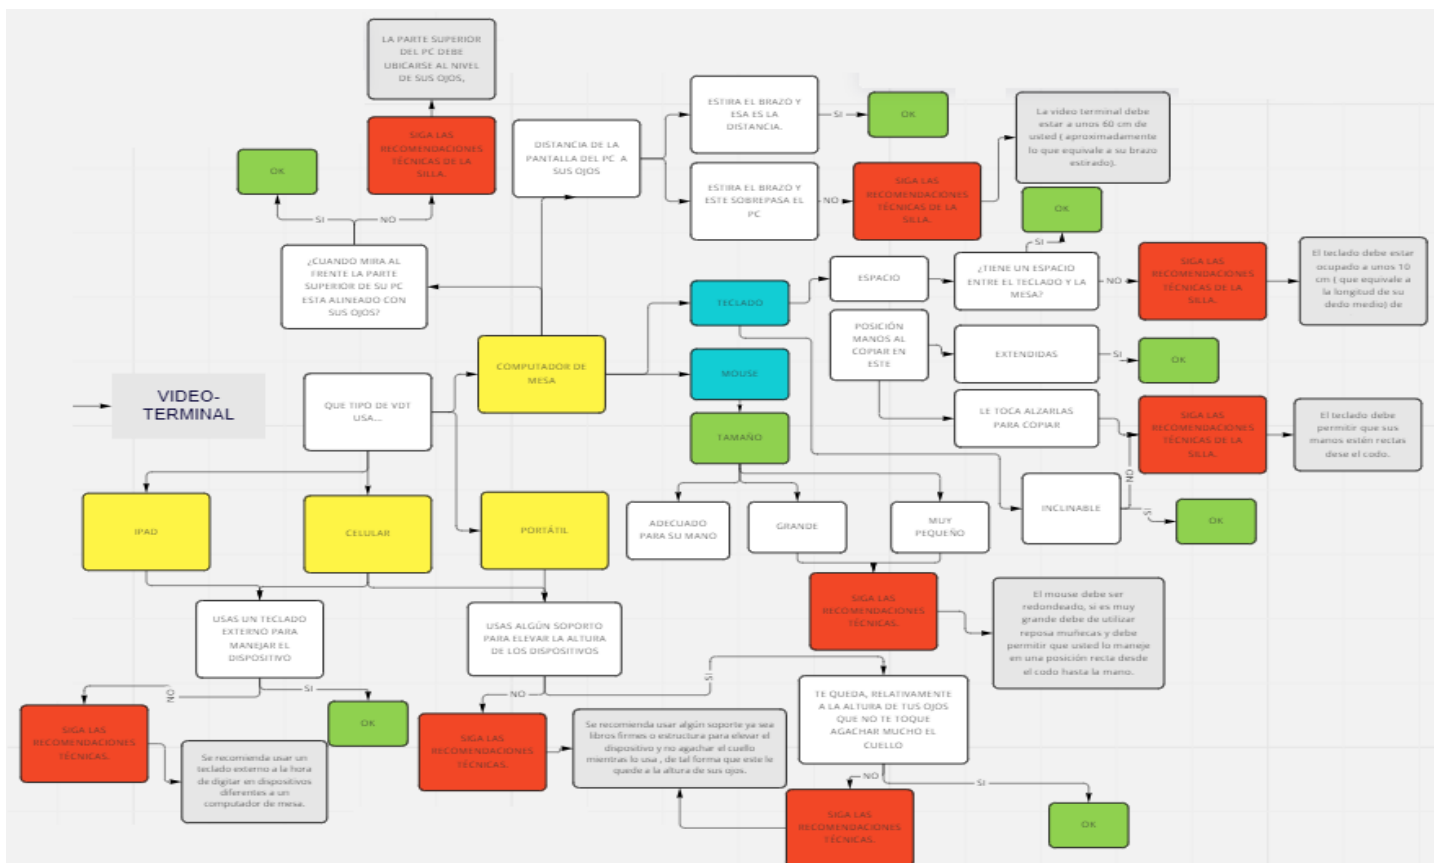 LA PARTE SUPERIOR
DEL PC DEBE
UBICARSE AL NIVEL
DE SUS OJOS,
SIGA LAS
RECOMENDACIONES
TÉCNICAS DE LA
SILLA.
OK
SI
NO
¿CUANDO MIRA AL
FRENTE LA PARTE
SUPERIOR DE SU PC
ESTA ALINEADO CON
SUS OJOS?
DISTANCIA DE LA
PANTALLA DEL PC A
SUS OJOS
ESTIRA EL BRAZO Y
ESA ES LA
DISTANCIA.
SI
OK
ESTIRA EL BRAZO Y
ESTE SOBREPASA EL
PC
NO
SIGA LAS
RECOMENDACIONES
TÉCNICAS DE LA
SILLA.
La video terminal debe
estar a unos 60 cm de
usted ( aproximadamente
lo que equivale a su brazo
estirado).
OK
SI
TECLADO
ESPACIO
¿TIENE UN ESPACIO
ENTRE EL TECLADO Y LA
MESA?
NO
SIGA LAS
RECOMENDACIONES
TÉCNICAS DE LA
SILLA.
El teclado debe estar
ocupado a unos 10
cm ( que equivale a
la longitud de su
dedo medio) de
POSICIÓN
MANOS AL
COPIAR EN
ESTE
EXTENDIDAS
SI
OK
LE TOCA ALZARLAS
PARA COPIAR
SIGA LAS
RECOMENDACIONES
TÉCNICAS DE LA
SILLA.
El teclado debe
permitir que sus
manos estén rectas
dese el codo.
NO
INCLINABLE
SI
OK
VIDEO-
TERMINAL
QUE TIPO DE VDT
USA...
COMPUTADOR DE
MESA
MOUSE
TAMAÑO
ADECUADO
PARA SU MANO
GRANDE
MUY
PEQUEÑO
SIGA LAS
RECOMENDACIONES
TÉCNICAS.
El mouse debe ser
redondeado, si es muy
grande debe de utilizar
reposa muñecas y debe
permitir que usted lo maneje
en una posición recta desde
el codo hasta la mano.
IPAD
CELULAR
PORTÁTIL
USAS UN TECLADO
EXTERNO PARA
MANEJAR EL
DISPOSITIVO
NO
SI
OK
SIGA LAS
RECOMENDACIONES
TÉCNICAS.
Se recomienda usar un
teclado externo a la hora
de digitar en dispositivos
diferentes a un
computador de mesa.
USAS ALGÚN SOPORTO
PARA ELEVAR LA ALTURA
DE LOS DISPOSITIVOS
NO
SI
SIGA LAS
RECOMENDACIONES
TÉCNICAS.
Se recomienda usar algún soporte ya sea
libros firmes o estructura para elevar el
dispositivo y no agachar el cuello
mientras lo usa , de tal forma que este le
quede a la altura de sus ojos.
TE QUEDA, RELATIVAMENTE
A LA ALTURA DE TUS OJOS
QUE NO TE TOQUE
AGACHAR MUCHO EL
CUELLO
NO
SI
SIGA LAS
RECOMENDACIONES
TÉCNICAS.
OK